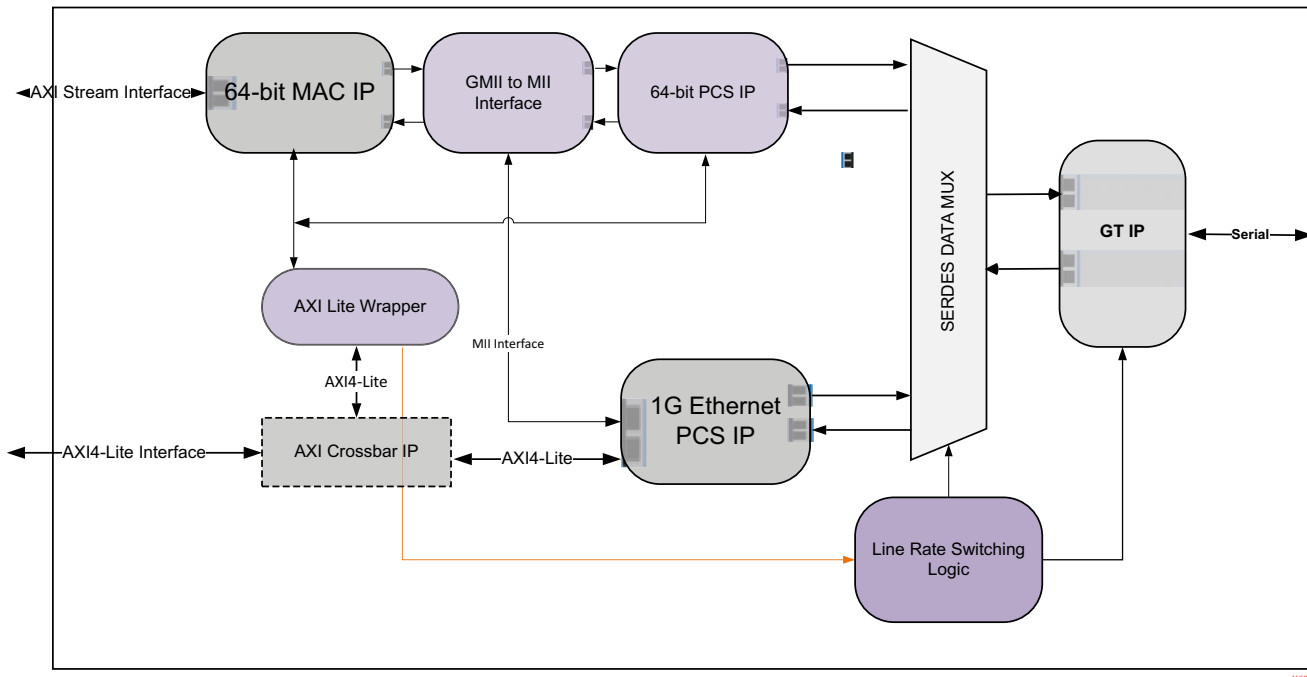 AXI Stream Interface
64-bit MAC IP
GMII to MII
Interface
64-bit PCS IP
SERDES DATA MUX
GT IP
Serial
AXI Lite Wrapper
MII Interface
AXI4-Lite
1G Ethernet
PCS IP
AXI4-Lite Interface
AXI Crossbar IP
AXI4-Lite
Line Rate Switching
Logic